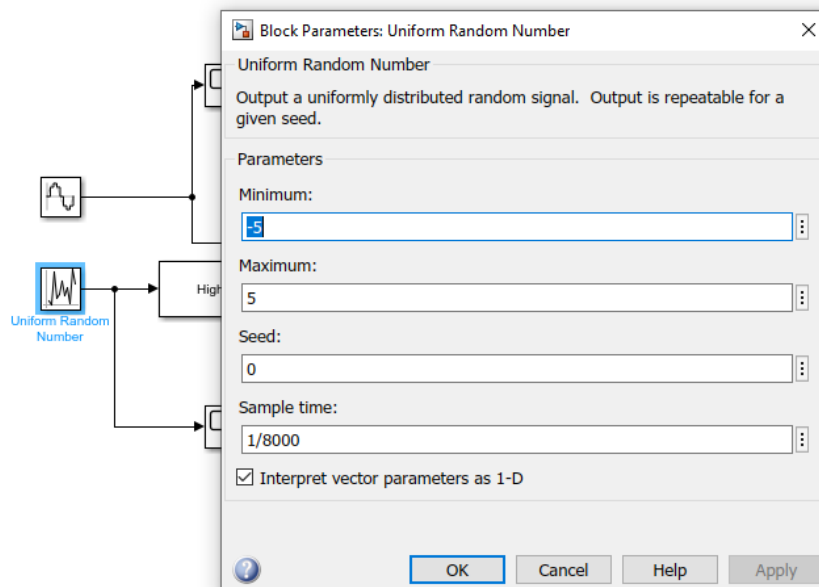 Block Parameters: Uniform Random Number
Uniform Random Number
Output a uniformly distributed random signal.  Output is repeatable for a
given seed.
Parameters
Minimum:
-5
Maximum:
5
Seed:
0
Sample time:
1/8000
Interpret vector parameters as 1-D
OK
Cancel
Help
Apply
High
Uniform Random
Number